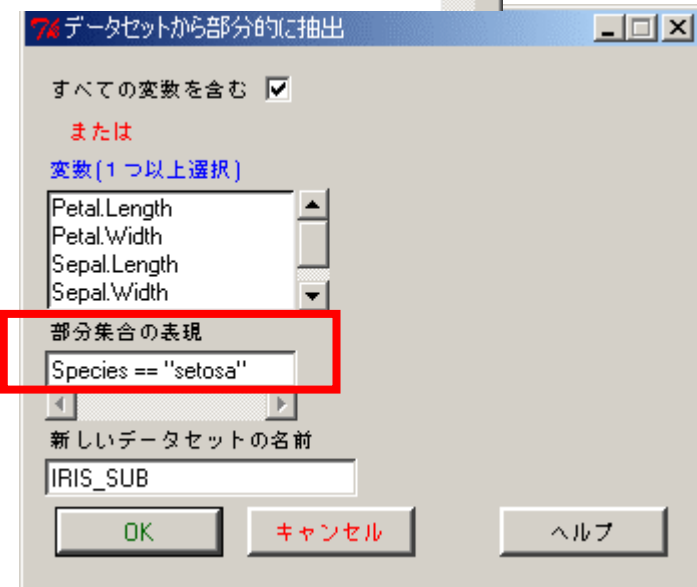 データセットから部分的に抽出
すべての変数を含む
または
変数(1つ以上選択)
Petal.Length
Petal.Width
Sepal.Length
Sepal.Width
部分集合の表現
Species == "setosa"
新しいデータセットの名前
IRIS_SUB
OK キャンセル ヘルプ